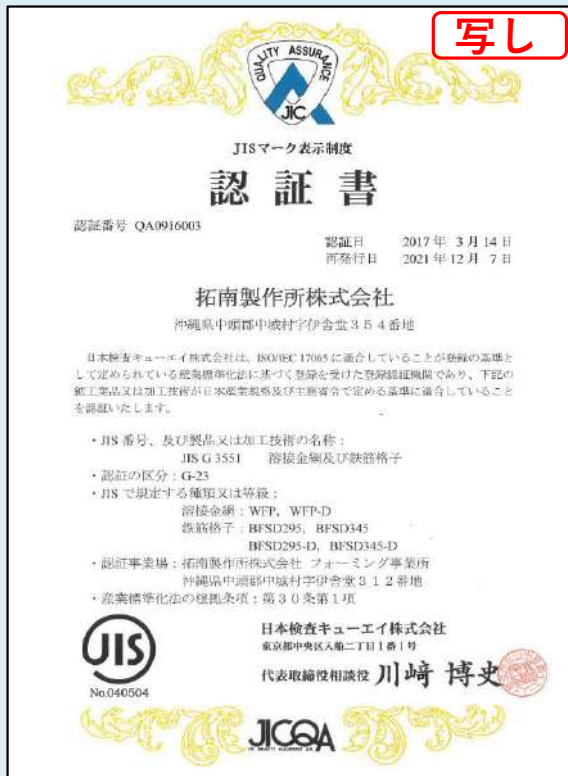 写し
QUALITY ASSURANCE
JIC
JISマーク表示制度
認証書
認証番号 QA0916003
認証日 2017年 3月14日
再発行日 2021年12月 7日
拓南製作所株式会社
沖縄県中頭郡中城村字伊舎堂354番地
日本検査キューエイ株式会社は、ISO/IEC 17065 に適合していることが登録の基準と
して定められている産業標準化法に基づく登録を受けた登録認証機関であり、下記の
鉱工業品又は加工技術が日本産業規格及び主務省令で定める基準に適合していること
を認証いたします。
・JIS 番号、及び製品又は加工技術の名称:
JIS G 3551 溶接金網及び鉄筋格子
・認証の区分:G-23
・JIS で規定する種類又は等級:
溶接金網:WFP、WFP-D
鉄筋格子:BFSD295、BFSD345
BFSD295-D、BFSD345-D
・認証事業場:拓南製作所株式会社 フォーミング事業所
沖縄県中頭郡中城村字伊舎堂312番地
・産業標準化法の根拠条項:第30条第1項
JIS
No.040504
日本検査キューエイ株式会社
東京都中央区入船二丁目1番1号
代表取締役相談役 川﨑 博史
JICQA